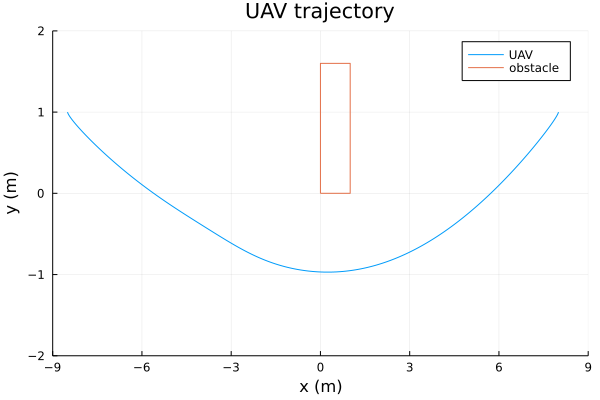 UAV trajectory
UAV
obstacle
2
1
0
−1
−2
y (m)
−9 −6 −3 0 3 6 9
x (m)